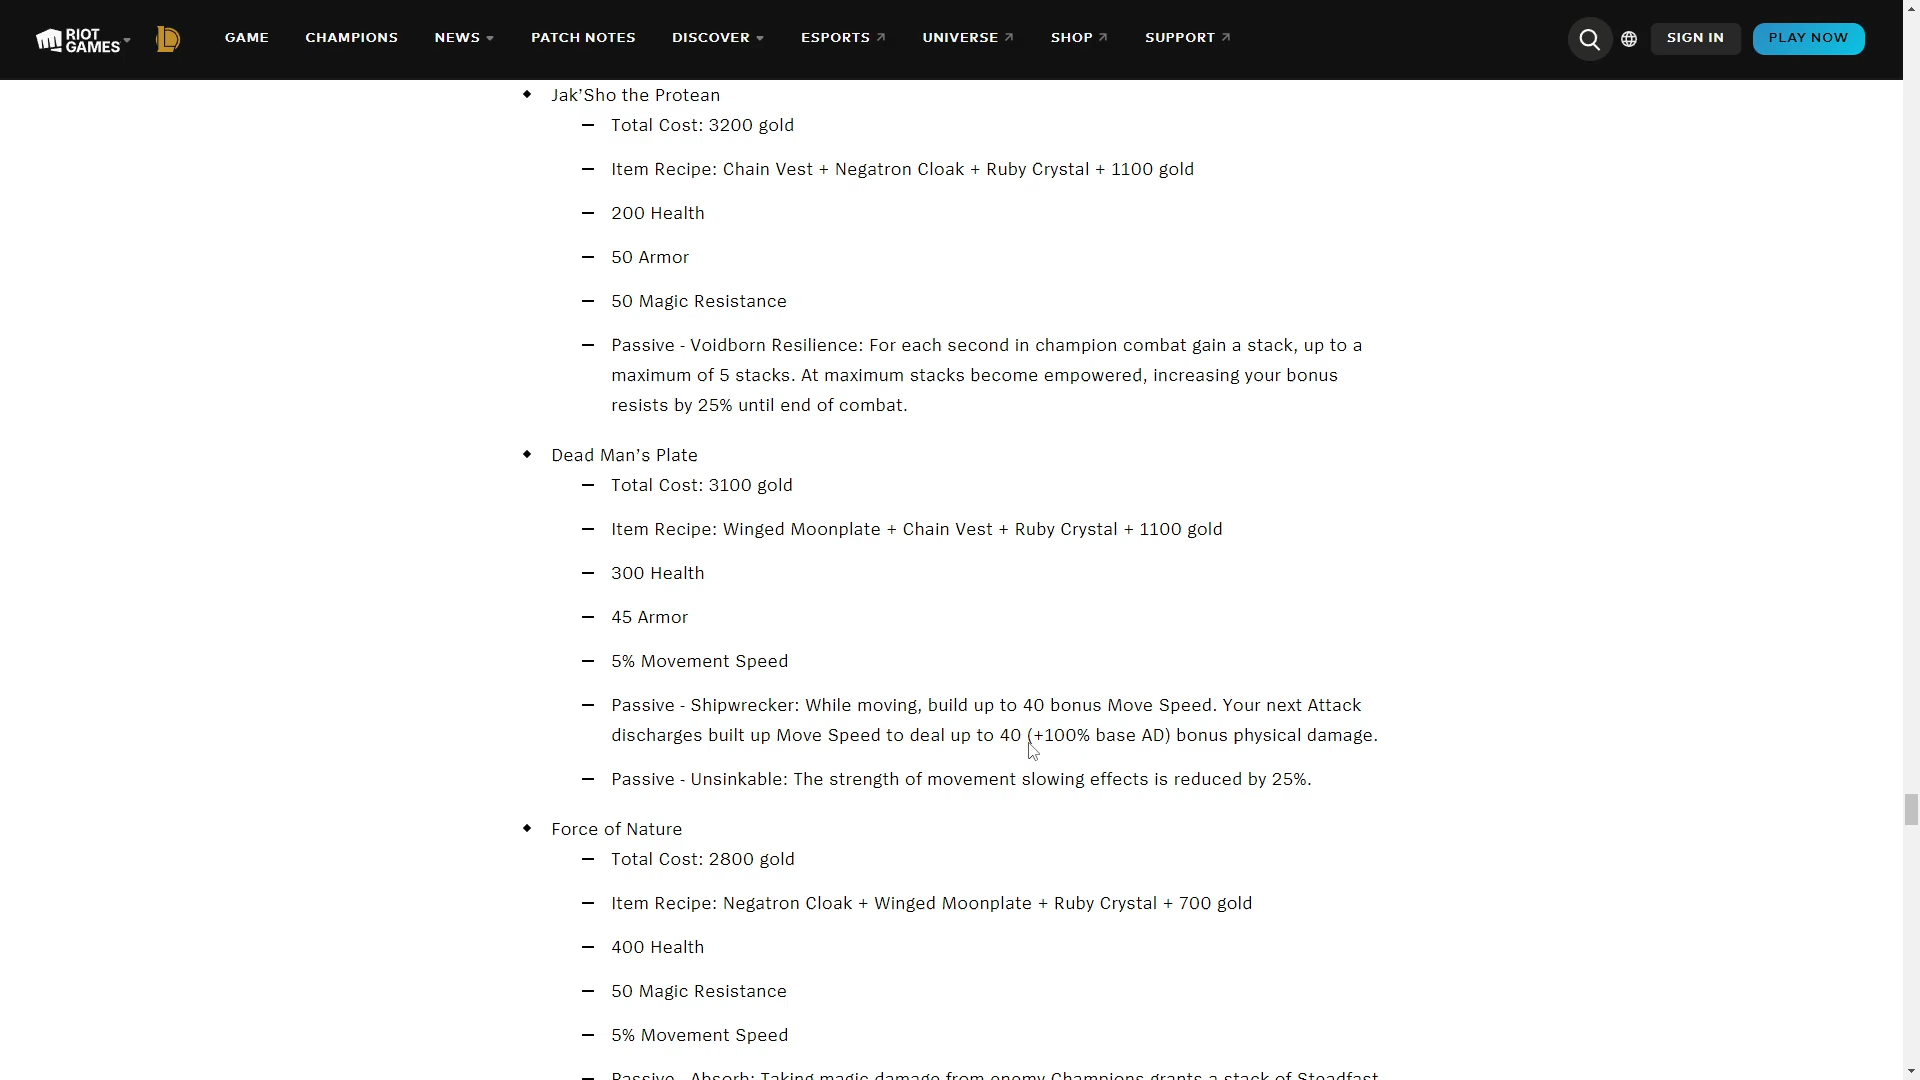 RIOT GAMES
GAME CHAMPIONS NEWS PATCH NOTES DISCOVER ESPORTS UNIVERSE SHOP SUPPORT SIGN IN PLAY NOW
Jak’Sho the Protean
Total Cost: 3200 gold
Item Recipe: Chain Vest + Negatron Cloak + Ruby Crystal + 1100 gold
200 Health
50 Armor
50 Magic Resistance
Passive - Voidborn Resilience: For each second in champion combat gain a stack, up to a
maximum of 5 stacks. At maximum stacks become empowered, increasing your bonus
resists by 25% until end of combat.
Dead Man’s Plate
Total Cost: 3100 gold
Item Recipe: Winged Moonplate + Chain Vest + Ruby Crystal + 1100 gold
300 Health
45 Armor
5% Movement Speed
Passive - Shipwrecker: While moving, build up to 40 bonus Move Speed. Your next Attack
discharges built up Move Speed to deal up to 40 (+100% base AD) bonus physical damage.
Passive - Unsinkable: The strength of movement slowing effects is reduced by 25%.
Force of Nature
Total Cost: 2800 gold
Item Recipe: Negatron Cloak + Winged Moonplate + Ruby Crystal + 700 gold
400 Health
50 Magic Resistance
5% Movement Speed
Passive - Absorb: Taking magic damage from enemy Champions grants a stack of Steadfast